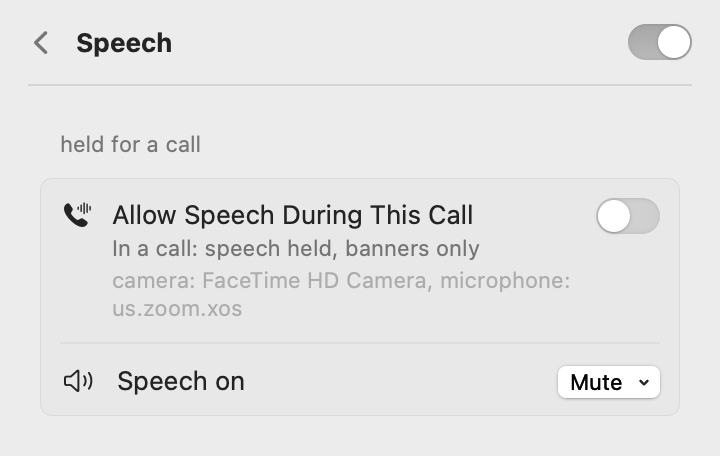 Speech
held for a call
Allow Speech During This Call
In a call: speech held, banners only
camera: FaceTime HD Camera, microphone:
us.zoom.xos
Speech on
Mute